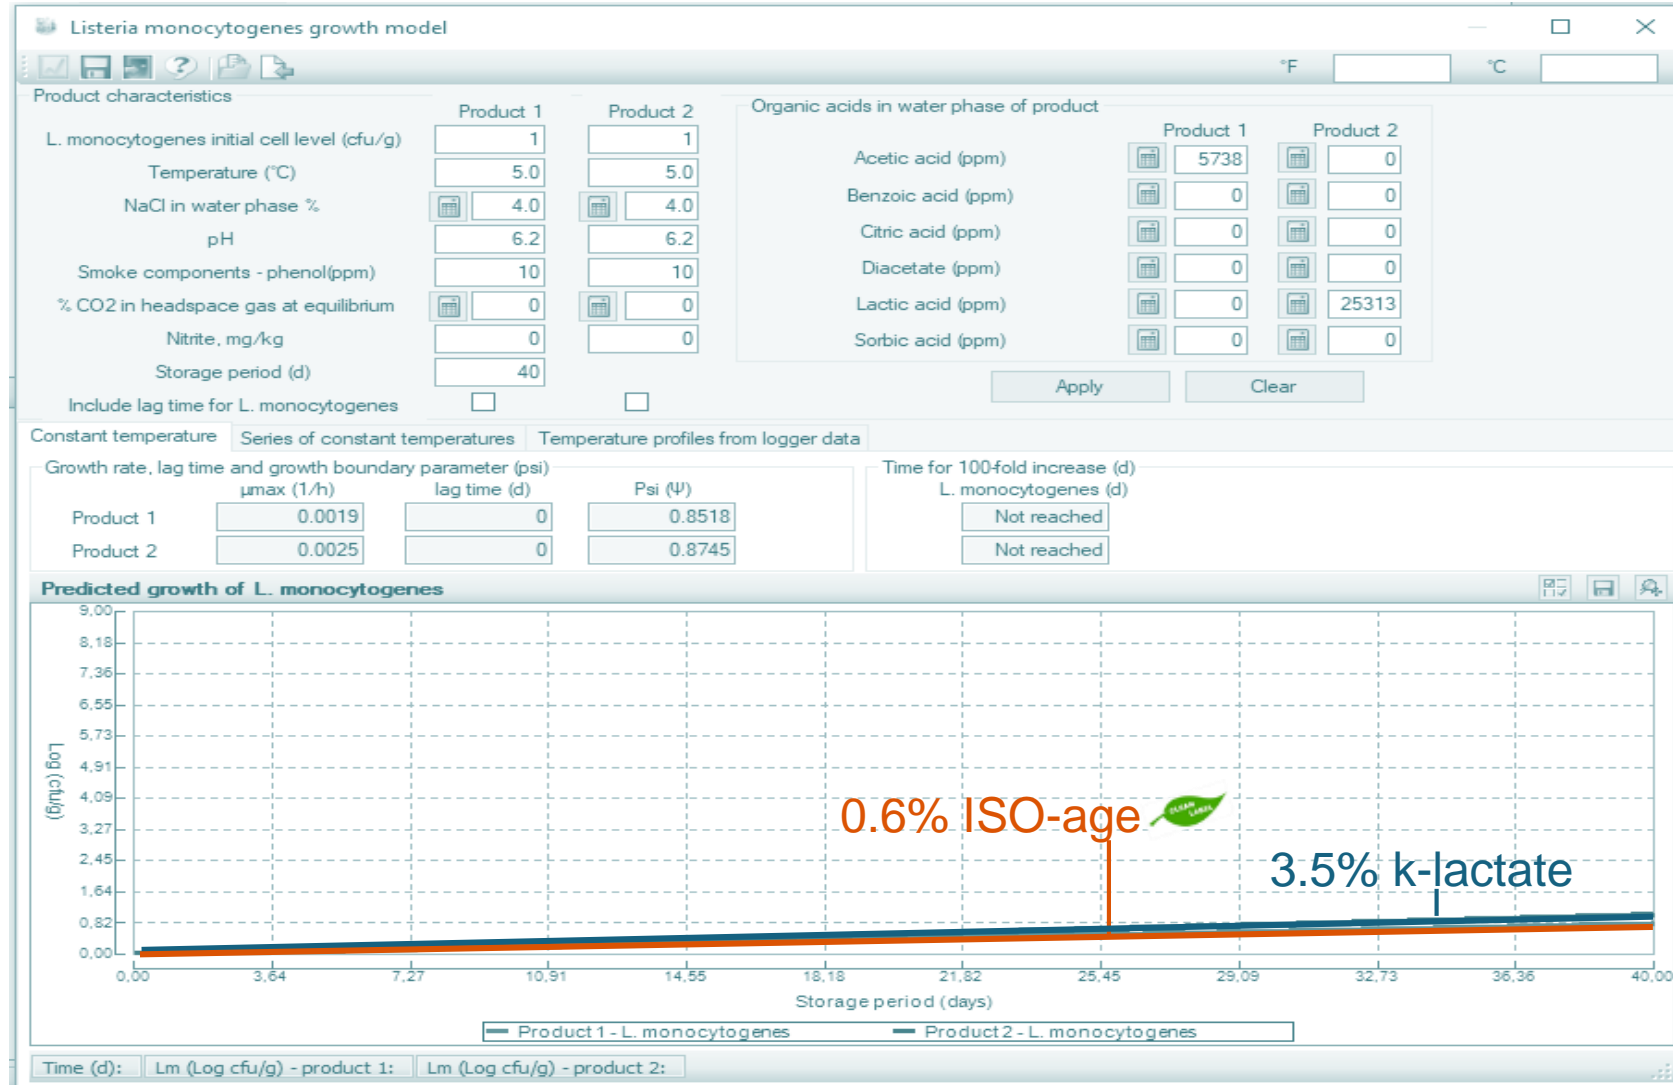 Listeria monocytogenes growth model
°F °C
Product characteristics
Product 1 Product 2
L. monocytogenes initial cell level (cfu/g) 1 1
Temperature (°C) 5.0 5.0
NaCl in water phase % 4.0 4.0
pH 6.2 6.2
Smoke components - phenol(ppm) 10 10
% CO2 in headspace gas at equilibrium 0 0
Nitrite, mg/kg 0 0
Storage period (d) 40
Include lag time for L. monocytogenes
Organic acids in water phase of product
Product 1 Product 2
Acetic acid (ppm) 5738 0
Benzoic acid (ppm) 0 0
Citric acid (ppm) 0 0
Diacetate (ppm) 0 0
Lactic acid (ppm) 0 25313
Sorbic acid (ppm) 0 0
Apply Clear
Constant temperature Series of constant temperatures Temperature profiles from logger data
Growth rate, lag time and growth boundary parameter (psi)
µmax (1/h) lag time (d) Psi (Ψ)
Product 1 0.0019 0 0.8518
Product 2 0.0025 0 0.8745
Time for 100-fold increase (d)
L. monocytogenes (d)
Not reached
Not reached
Predicted growth of L. monocytogenes
Log (cfu/g)
9,00
8,18
7,36
6,55
5,73
4,91
4,09
3,27
2,45
1,64
0,82
0,00
0.6% ISO-age
CLEAN LABEL
3.5% k-lactate
0,00 3,64 7,27 10,91 14,55 18,18 21,82 25,45 29,09 32,73 36,36 40,00
Storage period (days)
Product 1 - L. monocytogenes Product 2 - L. monocytogenes
Time (d): Lm (Log cfu/g) - product 1: Lm (Log cfu/g) - product 2: